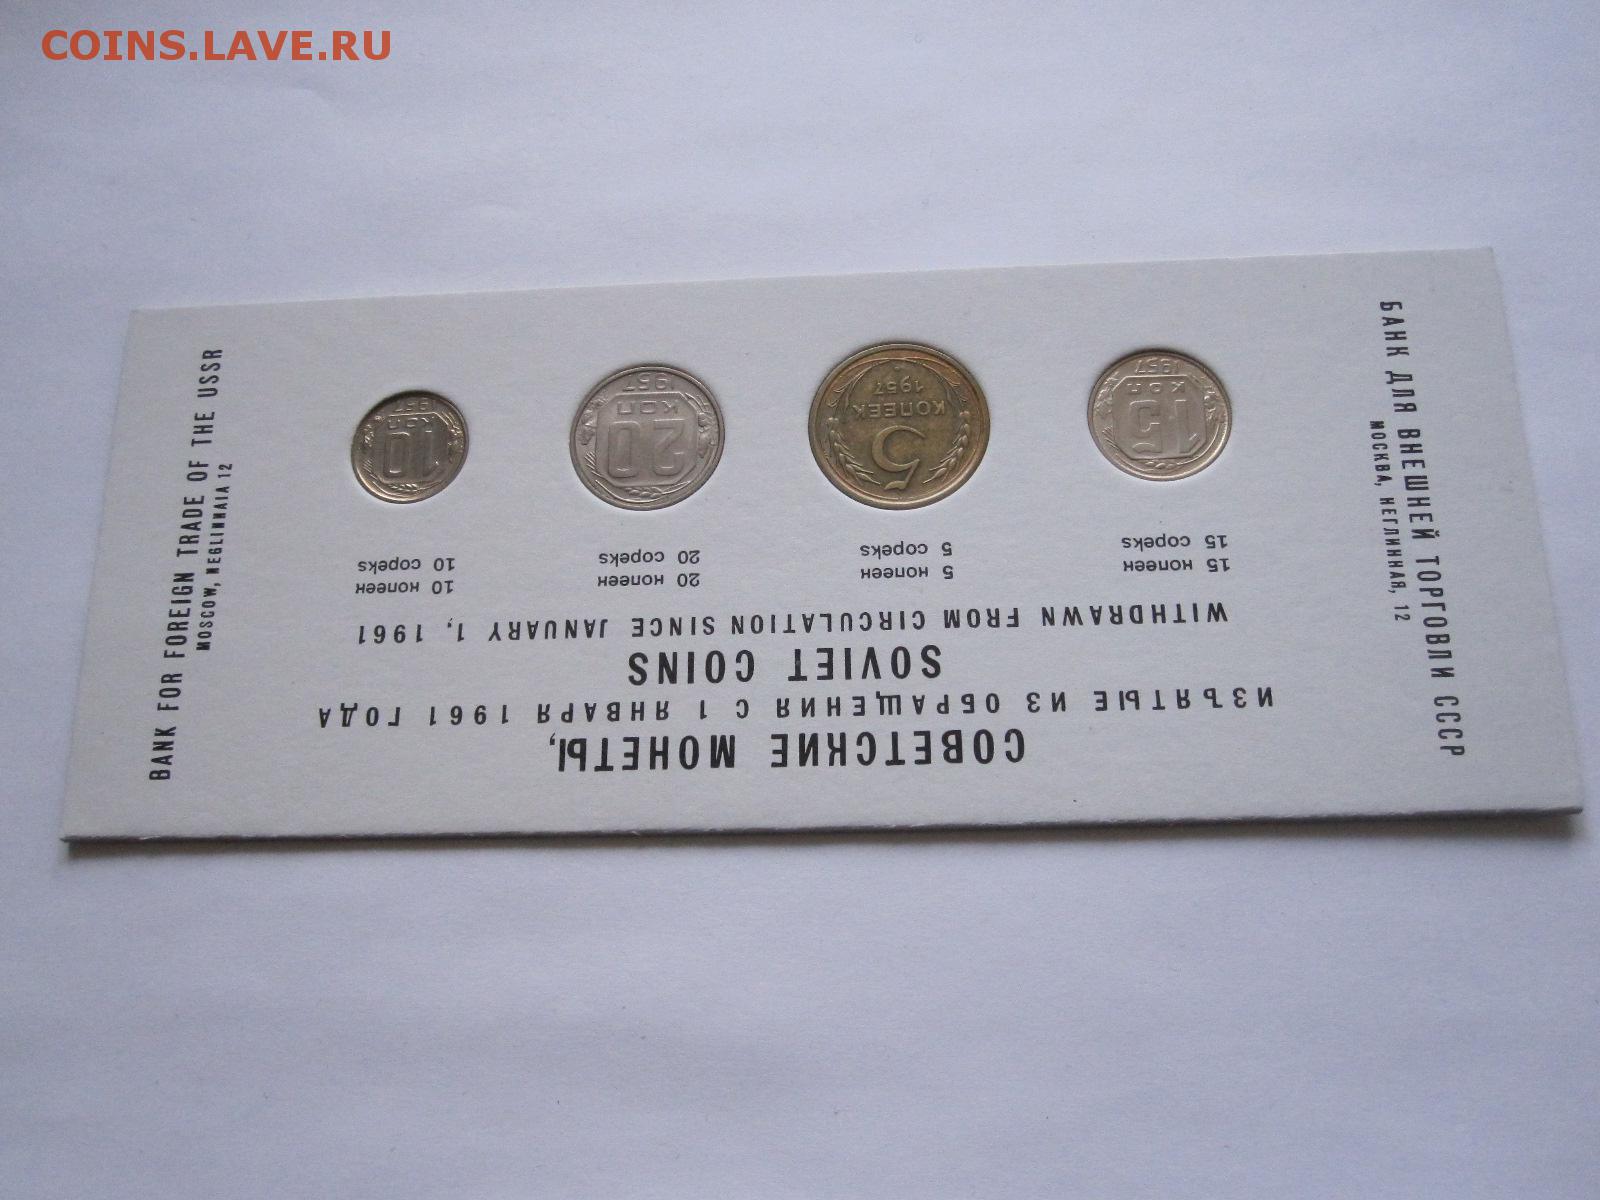 COINS.LAVE.RU
СОВЕТСКИЕ МОНЕТЫ,
ИЗЪЯТЫЕ ИЗ ОБРАЩЕНИЯ С 1 ЯНВАРЯ 1961 ГОДА
SOVIET COINS
WITHDRAWN FROM CIRCULATION SINCE JANUARY 1, 1961
15 копеек
15 copeks
5 копеек
5 copeks
20 копеек
20 copeks
10 копеек
10 copeks
15
КОП
1957
5
КОПЕЕК
1957
20
КОП
1957
10
КОП
1957
БАНК ДЛЯ ВНЕШНЕЙ ТОРГОВЛИ СССР
МОСКВА, НЕГЛИННАЯ, 12
BANK FOR FOREIGN TRADE OF THE USSR
MOSCOW, NEGLINNAIA 12